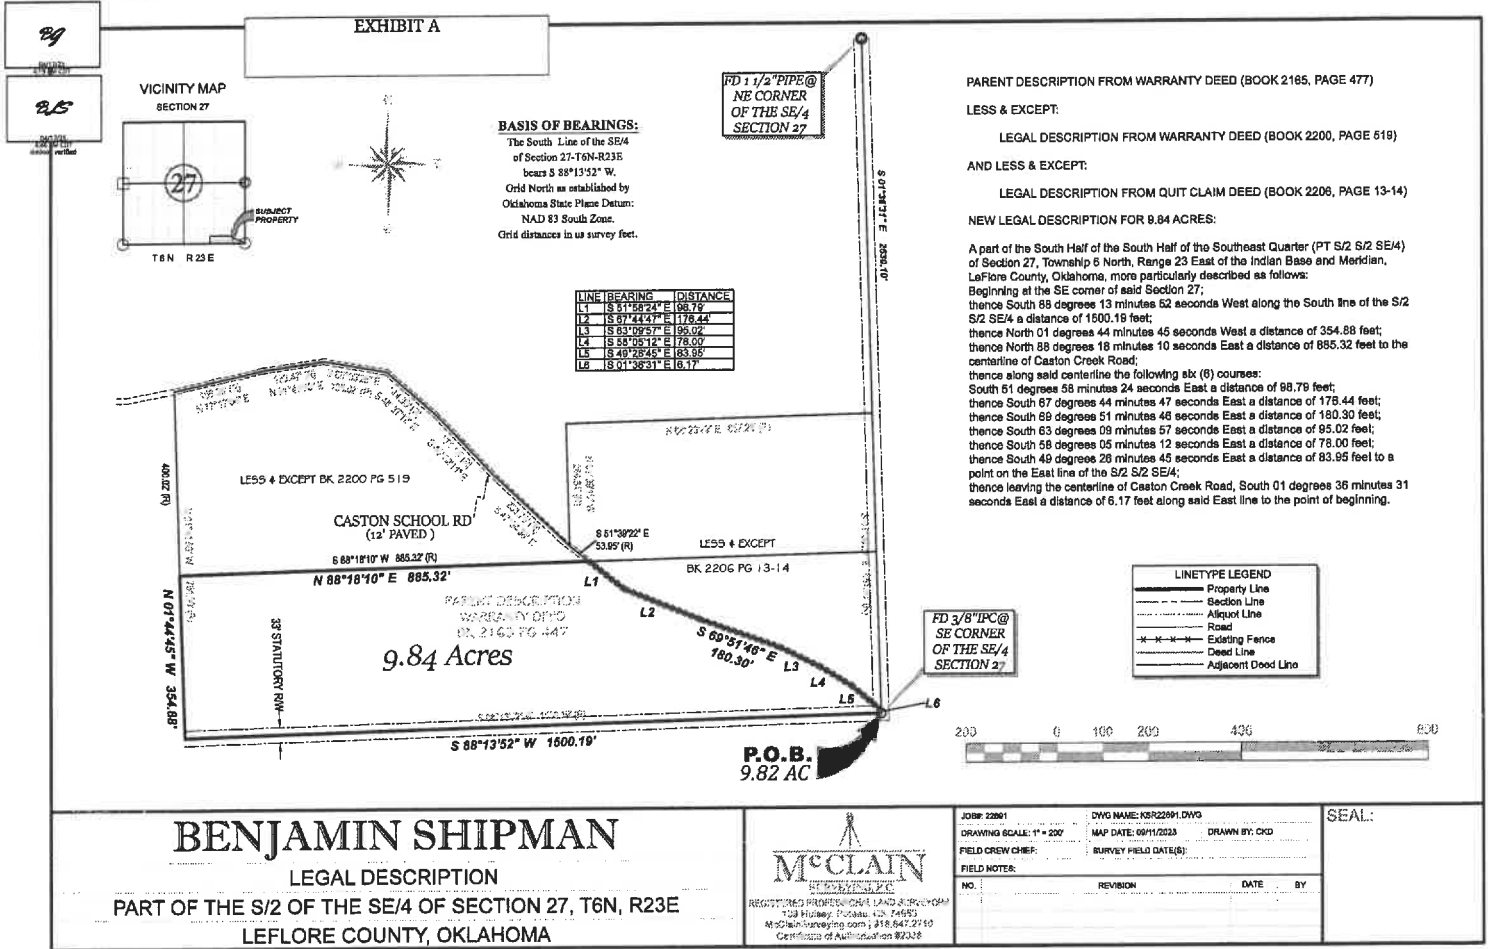 EXHIBIT A
BG
BJS
VICINITY MAP
SECTION 27
27
SUBJECT
PROPERTY
T6N R23E
BASIS OF BEARINGS:
The South Line of the SE/4
of Section 27-T6N-R23E
bears S 88°13'52" W.
Grid North as established by
Oklahoma State Plane Datum:
NAD 83 South Zone.
Grid distances in us survey feet.
FD 1 1/2"PIPE@
NE CORNER
OF THE SE/4
SECTION 27
S 01°36'31" E 2639.10'
LINE BEARING DISTANCE
L1 S 51°58'24" E 98.79'
L2 S 67°44'47" E 176.44'
L3 S 63°09'57" E 95.02'
L4 S 58°05'12" E 78.00'
L5 S 49°28'45" E 83.95'
L6 S 01°36'31" E 6.17'
400.02 (R)
LESS & EXCEPT BK 2200 PG 519
CASTON SCHOOL RD
(12' PAVED )
S 51°39'22" E
53.95' (R)
LESS & EXCEPT
BK 2206 PG 13-14
S 88°18'10" W 885.32' (R)
N 88°18'10" E 885.32'
L1
L2
S 69°51'46" E
180.30'
L3
L4
L5
L6
PARENT DESCRIPTION
WARRANTY DEED
9.84 Acres
N 01°44'45" W 354.88'
33' STATUTORY R/W
S 88°13'52" W 1500.19'
FD 3/8"IPC@
SE CORNER
OF THE SE/4
SECTION 27
P.O.B.
9.82 AC
PARENT DESCRIPTION FROM WARRANTY DEED (BOOK 2165, PAGE 477)
LESS & EXCEPT:
LEGAL DESCRIPTION FROM WARRANTY DEED (BOOK 2200, PAGE 519)
AND LESS & EXCEPT:
LEGAL DESCRIPTION FROM QUIT CLAIM DEED (BOOK 2206, PAGE 13-14)
NEW LEGAL DESCRIPTION FOR 9.84 ACRES:
A part of the South Half of the South Half of the Southeast Quarter (PT S/2 S/2 SE/4)
of Section 27, Township 6 North, Range 23 East of the Indian Base and Meridian,
LeFlore County, Oklahoma, more particularly described as follows:
Beginning at the SE corner of said Section 27;
thence South 88 degrees 13 minutes 52 seconds West along the South line of the S/2
S/2 SE/4 a distance of 1500.19 feet;
thence North 01 degrees 44 minutes 45 seconds West a distance of 354.88 feet;
thence North 88 degrees 18 minutes 10 seconds East a distance of 885.32 feet to the
centerline of Caston Creek Road;
thence along said centerline the following six (6) courses:
South 51 degrees 58 minutes 24 seconds East a distance of 98.79 feet;
thence South 67 degrees 44 minutes 47 seconds East a distance of 176.44 feet;
thence South 69 degrees 51 minutes 46 seconds East a distance of 180.30 feet;
thence South 63 degrees 09 minutes 57 seconds East a distance of 95.02 feet;
thence South 58 degrees 05 minutes 12 seconds East a distance of 78.00 feet;
thence South 49 degrees 28 minutes 45 seconds East a distance of 83.95 feet to a
point on the East line of the S/2 S/2 SE/4;
thence leaving the centerline of Caston Creek Road, South 01 degrees 36 minutes 31
seconds East a distance of 6.17 feet along said East line to the point of beginning.
LINETYPE LEGEND
Property Line
Section Line
Aliquot Line
Road
Existing Fence
Deed Line
Adjacent Deed Line
200 0 100 200 400 800
BENJAMIN SHIPMAN
LEGAL DESCRIPTION
PART OF THE S/2 OF THE SE/4 OF SECTION 27, T6N, R23E
LEFLORE COUNTY, OKLAHOMA
McCLAIN
SURVEYING, P.C.
REGISTERED PROFESSIONAL LAND SURVEYOR
JOB#: 22691
DWG NAME: KSR22691.DWG
DRAWING SCALE: 1" = 200'
MAP DATE: 09/11/2023
DRAWN BY: CKD
FIELD CREW CHIEF:
SURVEY FIELD DATE(S):
FIELD NOTES:
NO. REVISION DATE BY
SEAL: